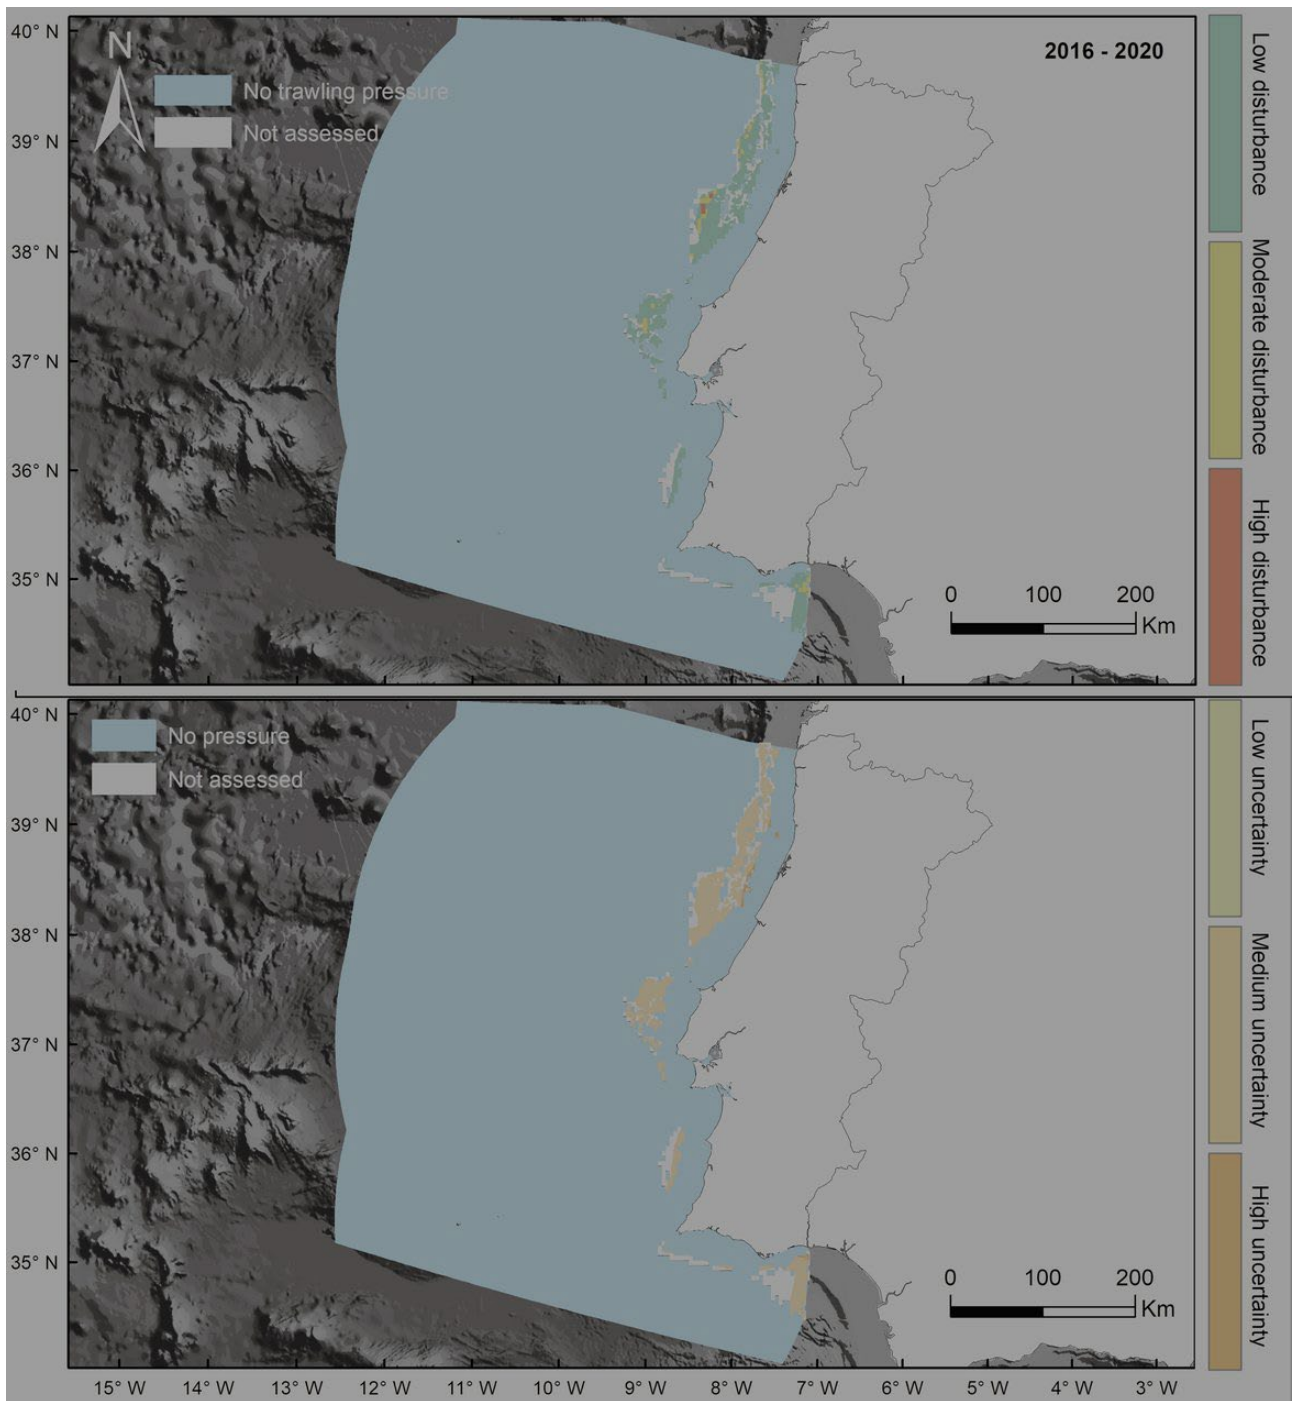 40° N
N
2016 - 2020
No trawling pressure
Not assessed
39° N
38° N
37° N
36° N
35° N
0 100 200
Km
Low disturbance
Moderate disturbance
High disturbance
40° N
No pressure
Not assessed
39° N
38° N
37° N
36° N
35° N
0 100 200
Km
Low uncertainty
Medium uncertainty
High uncertainty
15° W 14° W 13° W 12° W 11° W 10° W 9° W 8° W 7° W 6° W 5° W 4° W 3° W